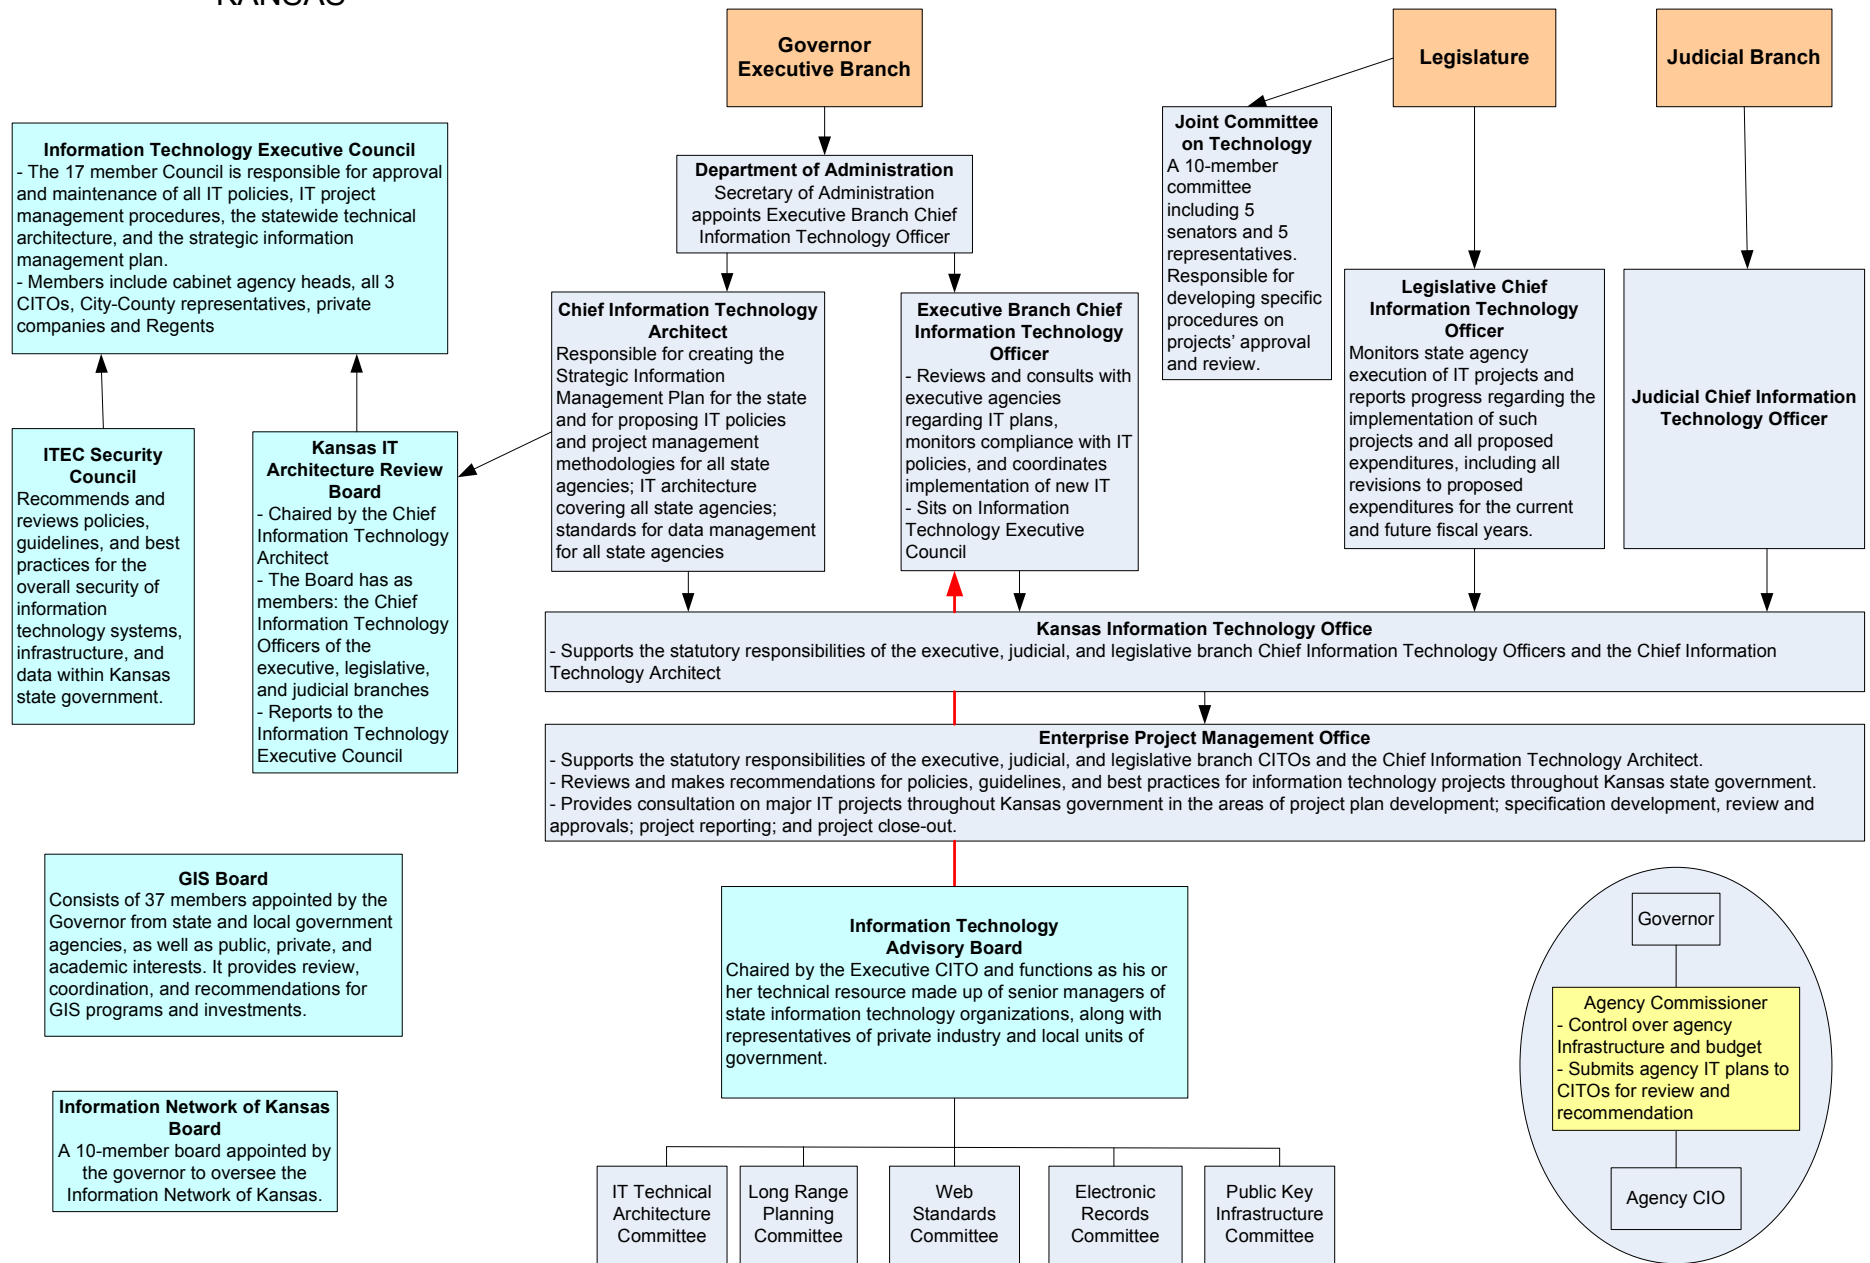 KANSAS
Governor
Executive Branch
Legislature
Judicial Branch
Information Technology Executive Council
- The 17 member Council is responsible for approval
and maintenance of all IT policies, IT project
management procedures, the statewide technical
architecture, and the strategic information
management plan.
- Members include cabinet agency heads, all 3
CITOs, City-County representatives, private
companies and Regents
Department of Administration
Secretary of Administration
appoints Executive Branch Chief
Information Technology Officer
Joint Committee
on Technology
A 10-member
committee
including 5
senators and 5
representatives.
Responsible for
developing specific
procedures on
projects' approval
and review.
Chief Information Technology
Architect
Responsible for creating the
Strategic Information
Management Plan for the state
and for proposing IT policies
and project management
methodologies for all state
agencies; IT architecture
covering all state agencies;
standards for data management
for all state agencies
Executive Branch Chief
Information Technology
Officer
- Reviews and consults with
executive agencies
regarding IT plans,
monitors compliance with IT
policies, and coordinates
implementation of new IT
- Sits on Information
Technology Executive
Council
Legislative Chief
Information Technology
Officer
Monitors state agency
execution of IT projects and
reports progress regarding the
implementation of such
projects and all proposed
expenditures, including all
revisions to proposed
expenditures for the current
and future fiscal years.
Judicial Chief Information
Technology Officer
ITEC Security
Council
Recommends and
reviews policies,
guidelines, and best
practices for the
overall security of
information
technology systems,
infrastructure, and
data within Kansas
state government.
Kansas IT
Architecture Review
Board
- Chaired by the Chief
Information Technology
Architect
- The Board has as
members: the Chief
Information Technology
Officers of the
executive, legislative,
and judicial branches
- Reports to the
Information Technology
Executive Council
Kansas Information Technology Office
- Supports the statutory responsibilities of the executive, judicial, and legislative branch Chief Information Technology Officers and the Chief Information
Technology Architect
Enterprise Project Management Office
- Supports the statutory responsibilities of the executive, judicial, and legislative branch CITOs and the Chief Information Technology Architect.
- Reviews and makes recommendations for policies, guidelines, and best practices for information technology projects throughout Kansas state government.
- Provides consultation on major IT projects throughout Kansas government in the areas of project plan development; specification development, review and
approvals; project reporting; and project close-out.
GIS Board
Consists of 37 members appointed by the
Governor from state and local government
agencies, as well as public, private, and
academic interests. It provides review,
coordination, and recommendations for
GIS programs and investments.
Information Technology
Advisory Board
Chaired by the Executive CITO and functions as his or
her technical resource made up of senior managers of
state information technology organizations, along with
representatives of private industry and local units of
government.
Governor
Agency Commissioner
- Control over agency
Infrastructure and budget
- Submits agency IT plans to
CITOs for review and
recommendation
Agency CIO
Information Network of Kansas
Board
A 10-member board appointed by
the governor to oversee the
Information Network of Kansas.
IT Technical
Architecture
Committee
Long Range
Planning
Committee
Web
Standards
Committee
Electronic
Records
Committee
Public Key
Infrastructure
Committee